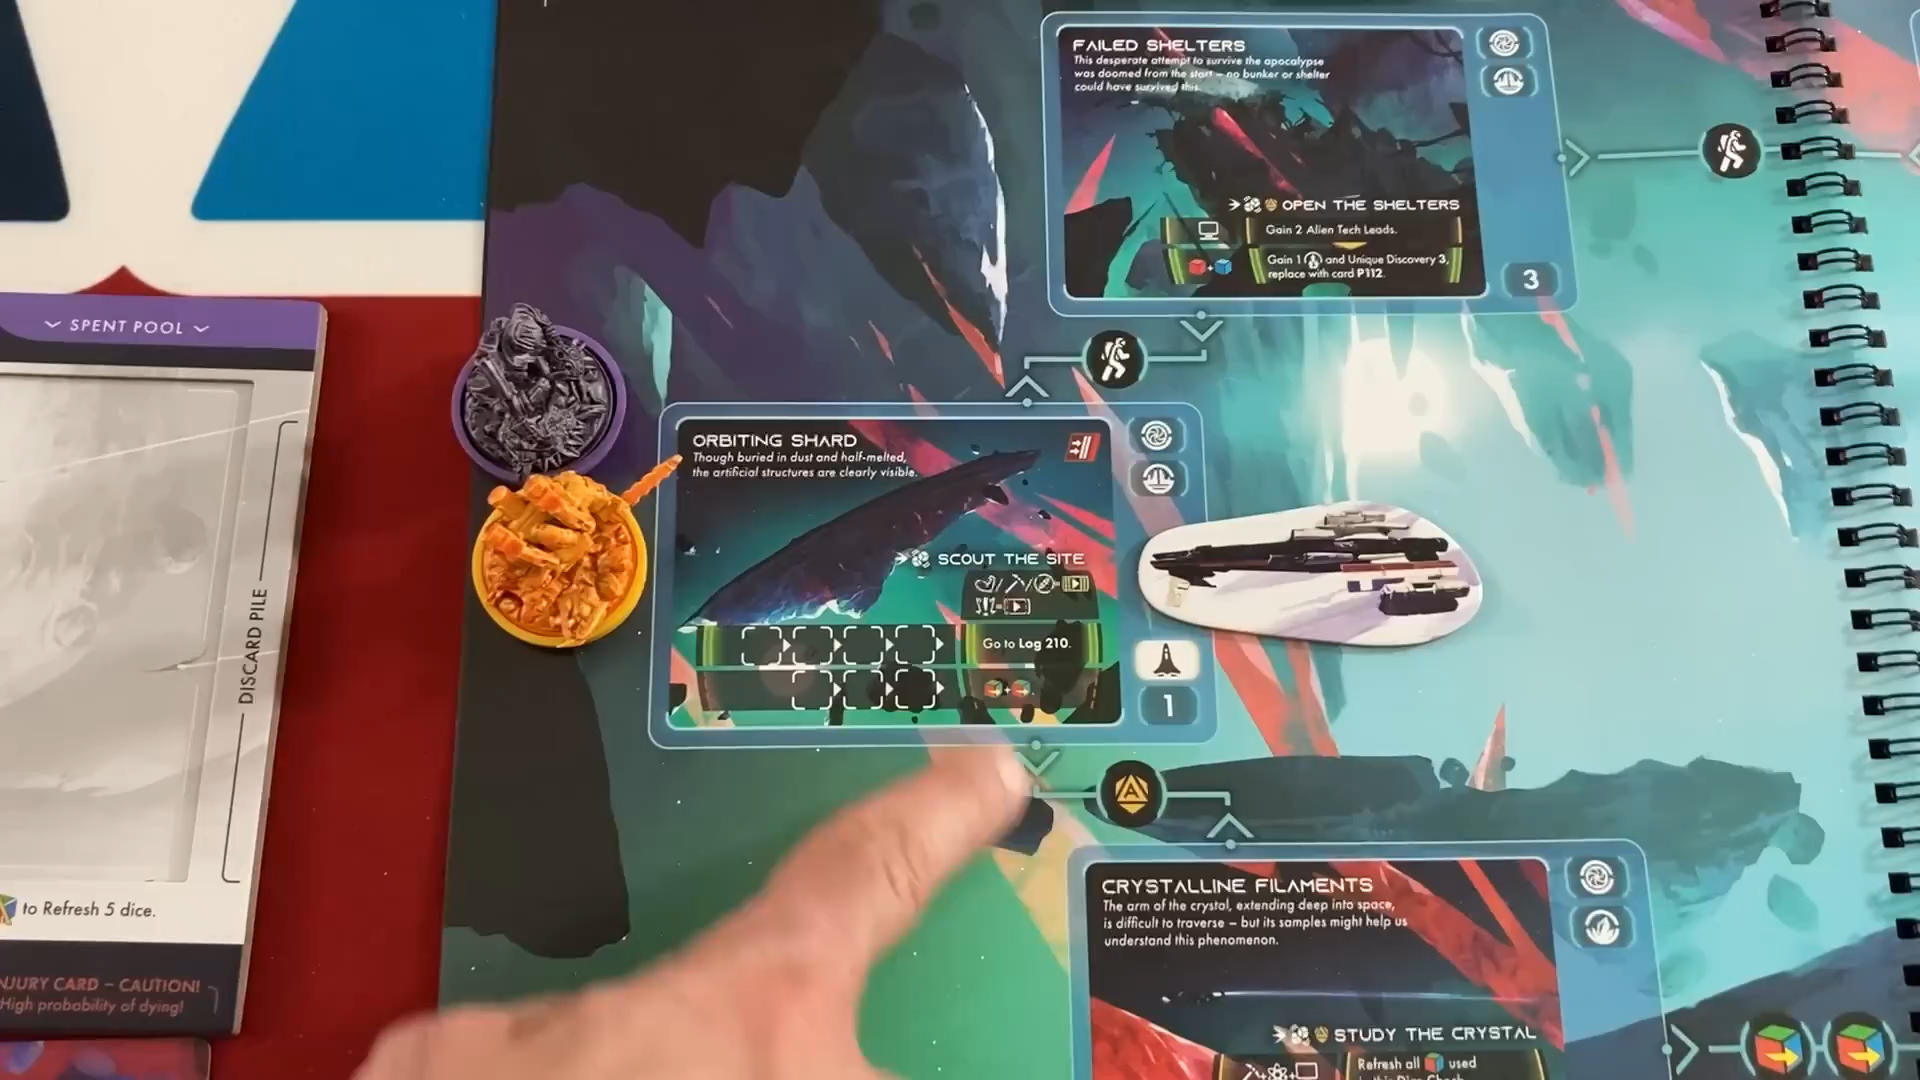 FAILED SHELTERS
This desperate attempt to survive the apocalypse
was doomed from the start – no bunker or shelter
could have survived this.
OPEN THE SHELTERS
Gain 2 Alien Tech Leads.
Gain 1 and Unique Discovery 3,
replace with card P112.
3
SPENT POOL
DISCARD PILE
to Refresh 5 dice.
NJURY CARD – CAUTION!
High probability of dying!
ORBITING SHARD
Though buried in dust and half-melted,
the artificial structures are clearly visible.
SCOUT THE SITE
Go to Log 210.
1
A
CRYSTALLINE FILAMENTS
The arm of the crystal, extending deep into space,
is difficult to traverse – but its samples might help us
understand this phenomenon.
STUDY THE CRYSTAL
Refresh all used